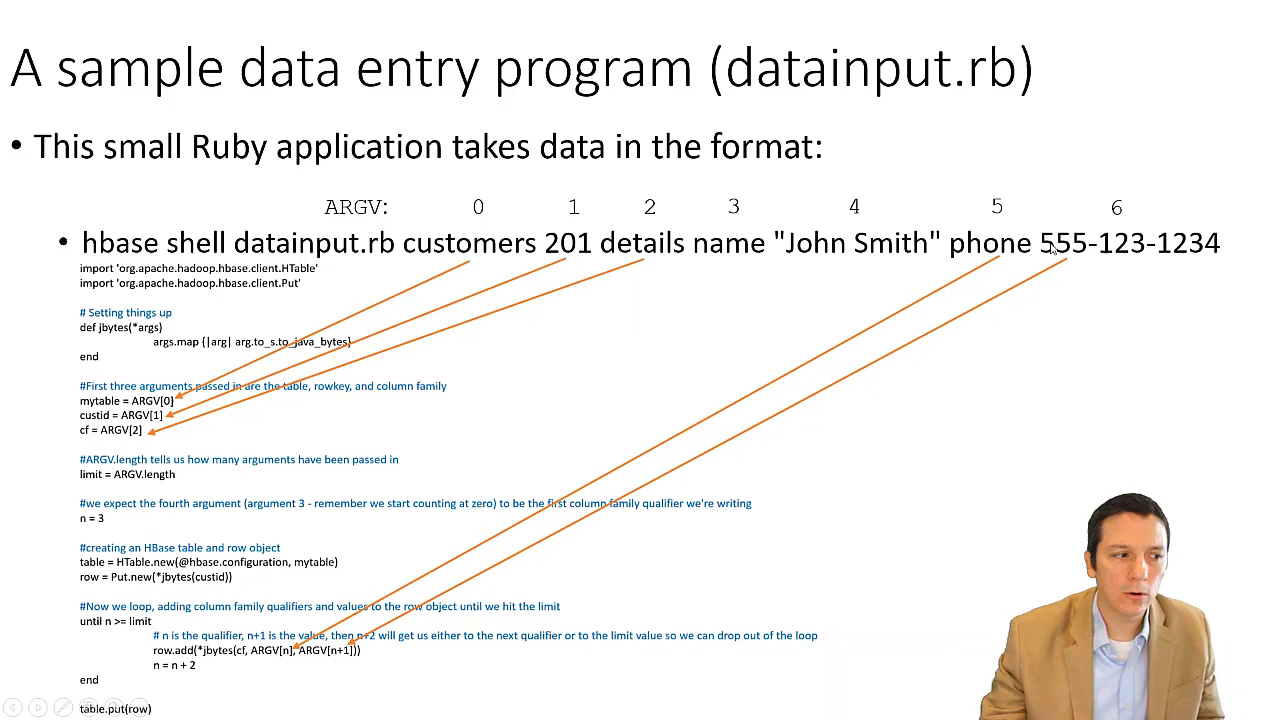 A sample data entry program (datainput.rb)
• This small Ruby application takes data in the format:
ARGV: 0 1 2 3 4 5 6
• hbase shell datainput.rb customers 201 details name "John Smith" phone 555-123-1234
import 'org.apache.hadoop.hbase.client.HTable'
import 'org.apache.hadoop.hbase.client.Put'
# Setting things up
def jbytes(*args)
args.map {|arg| arg.to_s.to_java_bytes}
end
#First three arguments passed in are the table, rowkey, and column family
mytable = ARGV[0]
custid = ARGV[1]
cf = ARGV[2]
#ARGV.length tells us how many arguments have been passed in
limit = ARGV.length
#we expect the fourth argument (argument 3 - remember we start counting at zero) to be the first column family qualifier we're writing
n = 3
#creating an HBase table and row object
table = HTable.new(@hbase.configuration, mytable)
row = Put.new(*jbytes(custid))
#Now we loop, adding column family qualifiers and values to the row object until we hit the limit
until n >= limit
# n is the qualifier, n+1 is the value, then n+2 will get us either to the next qualifier or to the limit value so we can drop out of the loop
row.add(*jbytes(cf, ARGV[n], ARGV[n+1]))
n = n + 2
end
table.put(row)